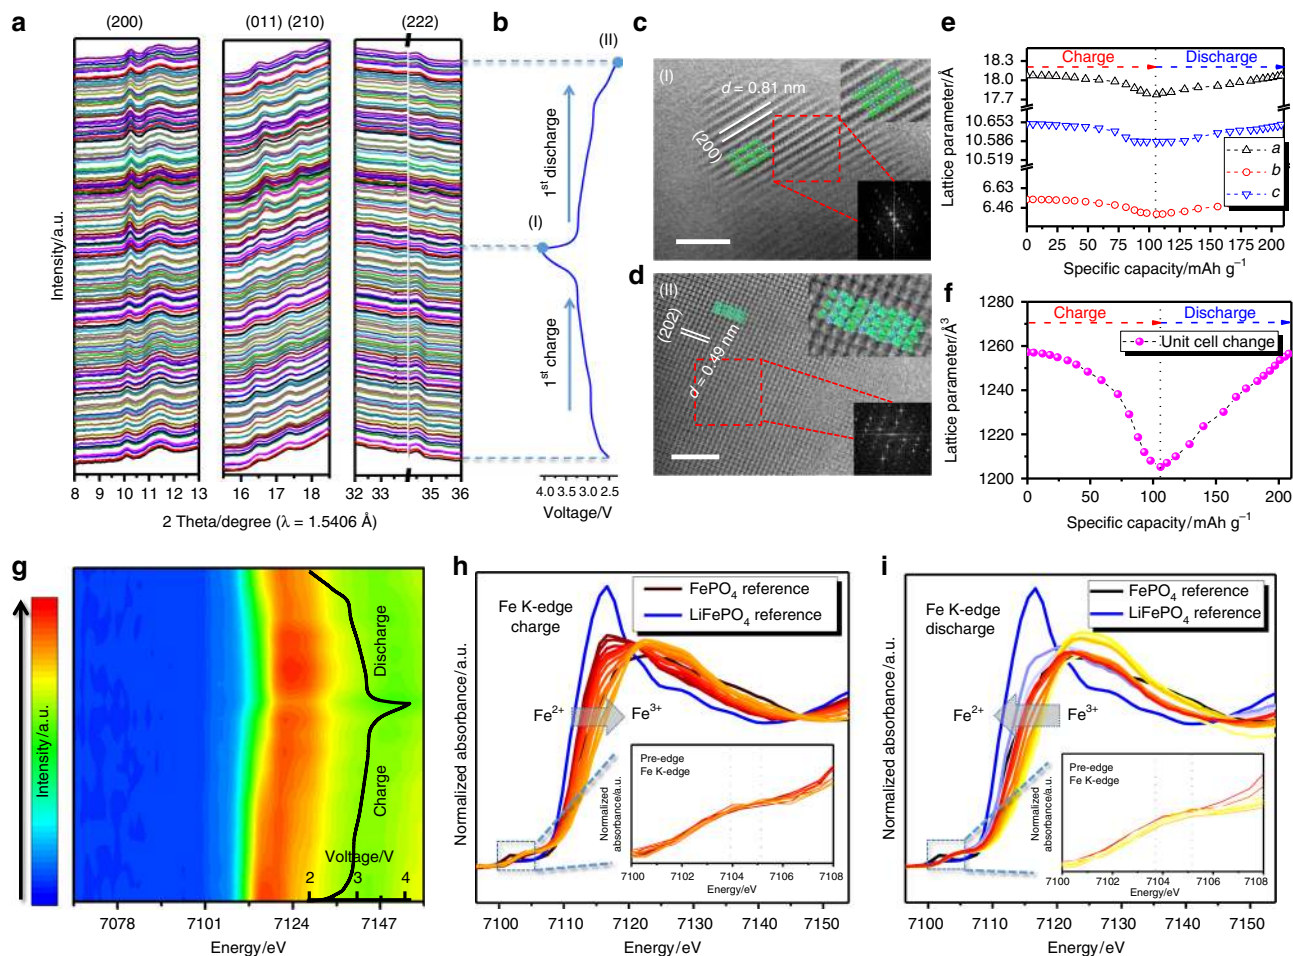 a
(200)
(011) (210)
(222)
Intensity/a.u.
8 9 10 11 12 13
16 17 18
32 33 35 36
2 Theta/degree (λ = 1.5406 Å)
b
(II)
1st discharge
(I)
1st charge
4.0 3.5 3.0 2.5
Voltage/V
c
(I)
d = 0.81 nm
(200)
d
(II)
(202)
d = 0.49 nm
e
Charge
Discharge
18.3
18.0
17.7
10.653
10.586
10.519
6.63
6.46
Lattice parameter/Å
a
b
c
0 25 50 75 100 125 150 175 200
Specific capacity/mAh g–1
f
Charge
Discharge
Unit cell change
1280
1260
1240
1220
1200
Lattice parameter/Å3
0 50 100 150 200
Specific capacity/mAh g–1
g
Intensity/a.u.
Discharge
Charge
Voltage/V
2 3 4
7078 7101 7124 7147
Energy/eV
h
FePO4 reference
LiFePO4 reference
Fe K-edge
charge
Fe2+
Fe3+
Normalized absorbance/a.u.
Pre-edge
Fe K-edge
Normalized
absorbance/a.u.
7100 7102 7104 7106 7108
Energy/eV
7100 7110 7120 7130 7140 7150
Energy/eV
i
FePO4 reference
LiFePO4 reference
Fe K-edge
discharge
Fe2+
Fe3+
Normalized absorbance/a.u.
Pre-edge
Fe K-edge
Normalized
absorbance/a.u.
7100 7102 7104 7106 7108
Energy/eV
7100 7110 7120 7130 7140 7150
Energy/eV